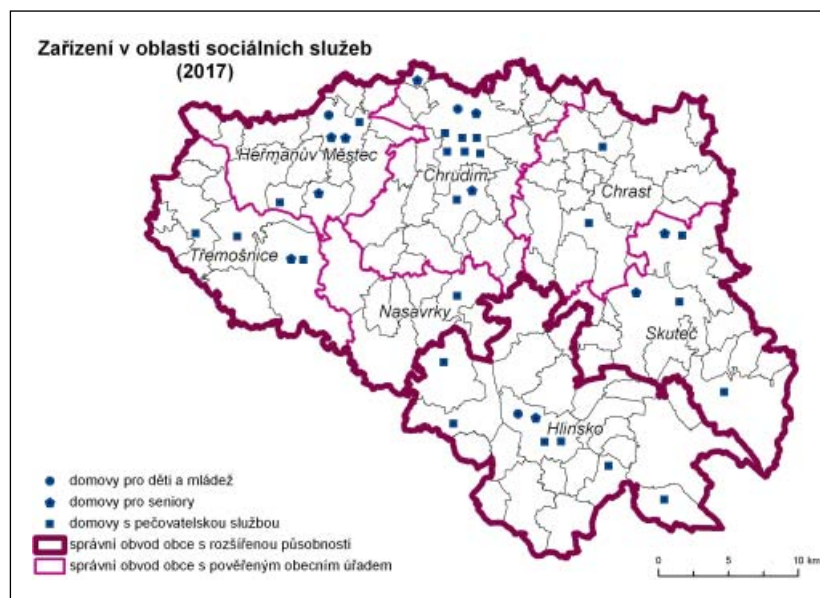 Zařízení v oblasti sociálních služeb
(2017)
Heřmanův Městec
Chrudim
Chrast
Třemošnice
Nasavrky
Skuteč
Hlinsko
domovy pro děti a mládež
domovy pro seniory
domovy s pečovatelskou službou
správní obvod obce s rozšířenou působností
správní obvod obce s pověřeným obecním úřadem
0 5 10 km